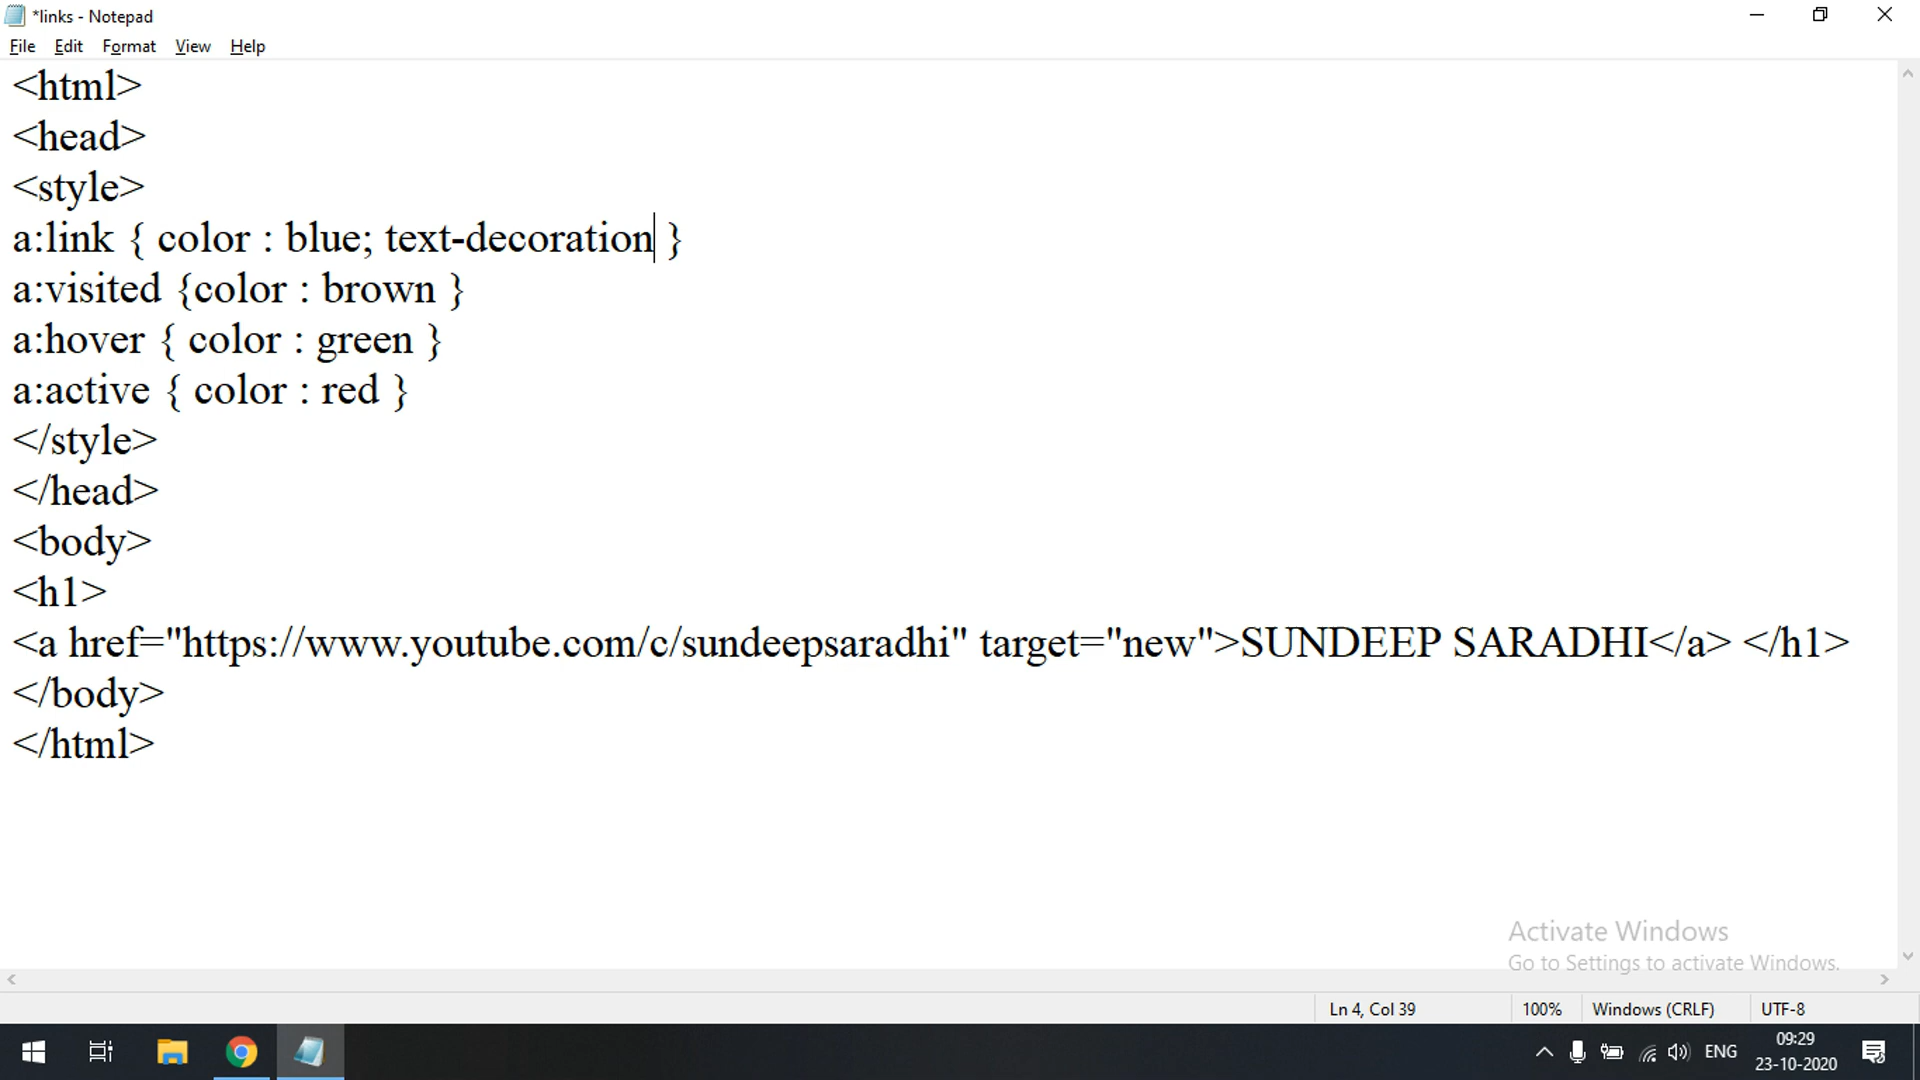 *links - Notepad
File Edit Format View Help
<html>
<head>
<style>
a:link { color : blue; text-decoration }
a:visited {color : brown }
a:hover { color : green }
a:active { color : red }
</style>
</head>
<body>
<h1>
<a href="https://www.youtube.com/c/sundeepsaradhi" target="new">SUNDEEP SARADHI</a> </h1>
</body>
</html>
Activate Windows
Go to Settings to activate Windows.
Ln 4, Col 39 100% Windows (CRLF) UTF-8
ENG 09:29
23-10-2020